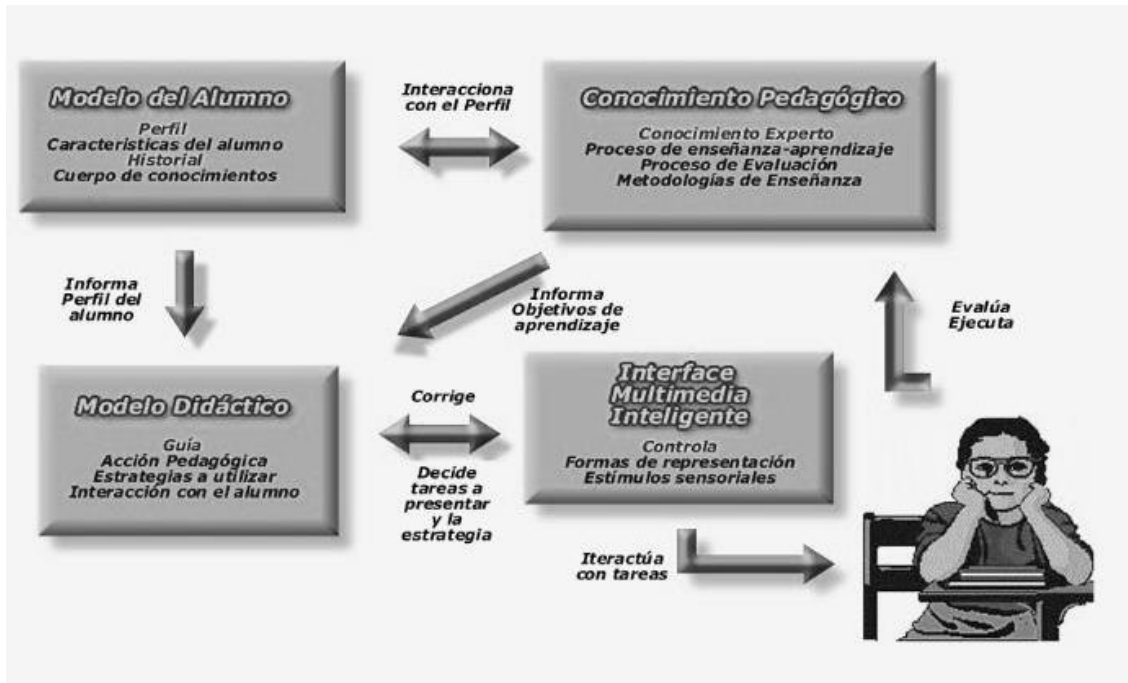 Modelo del Alumno
Perfil
Caracteristicas del alumno
Historial
Cuerpo de conocimientos
Interacciona
con el Perfil
Conocimiento Pedagógico
Conocimiento Experto
Proceso de enseñanza-aprendizaje
Proceso de Evaluación
Metodologías de Enseñanza
Informa
Perfil del
alumno
Informa
Objetivos de
aprendizaje
Evalúa
Ejecuta
Modelo Didáctico
Guía
Acción Pedagógica
Estrategias a utilizar
Interacción con el alumno
Corrige
Decide
tareas a
presentar
y la
estrategia
Interface
Multimedia
Inteligente
Controla
Formas de representación
Estímulos sensoriales
Iteractúa
con tareas